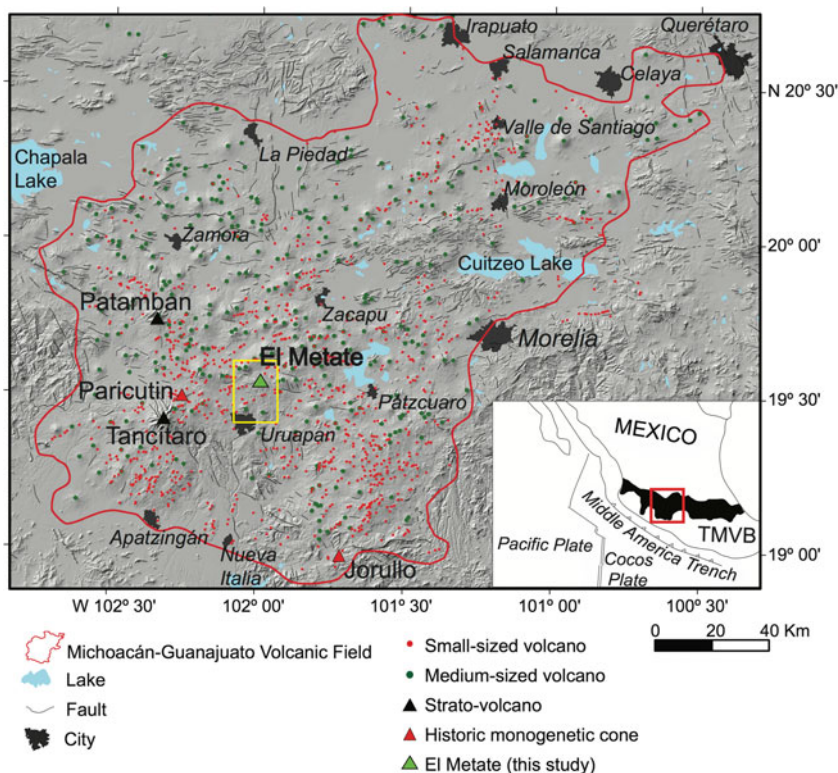 Irapuato
Querétaro
Salamanca
Celaya
N 20° 30'
Valle de Santiago
La Piedad
Chapala
Lake
Moroleón
Zamora
20° 00'
Cuitzeo Lake
Patamban
Zacapu
Morelia
El Metate
Paricutin
Pátzcuaro
19° 30'
Tancítaro
Uruapan
MEXICO
Apatzingán
TMVB
Middle America Trench
Nueva
Italia
Jorullo
Pacific Plate
Cocos
Plate
19° 00'
W 102° 30'
102° 00'
101° 30'
101° 00'
100° 30'
0 20 40 Km
Michoacán-Guanajuato Volcanic Field
Lake
Fault
City
Small-sized volcano
Medium-sized volcano
Strato-volcano
Historic monogenetic cone
El Metate (this study)